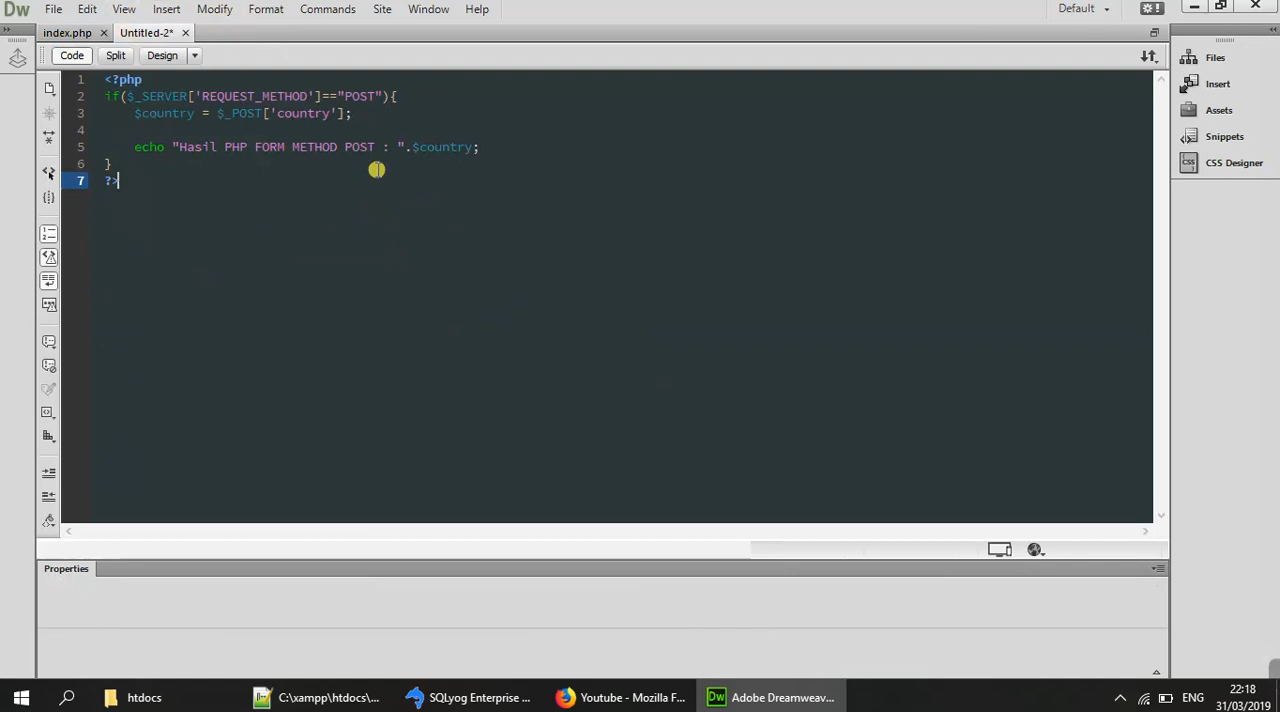 Dw File Edit View Insert Modify Format Commands Site Window Help Default
index.php Untitled-2*
Code Split Design
1 <?php
2 if($_SERVER['REQUEST_METHOD']=="POST"){
3 $country = $_POST['country'];
4
5 echo "Hasil PHP FORM METHOD POST : ".$country;
6 }
7 ?>
Files
Insert
Assets
CSS Transitions
CSS Designer
Properties
htdocs C:\xampp\htdocs\... SQLyog Enterprise ... Youtube - Mozilla F... Dw Adobe Dreamweav... ENG 22:18
31/03/2019